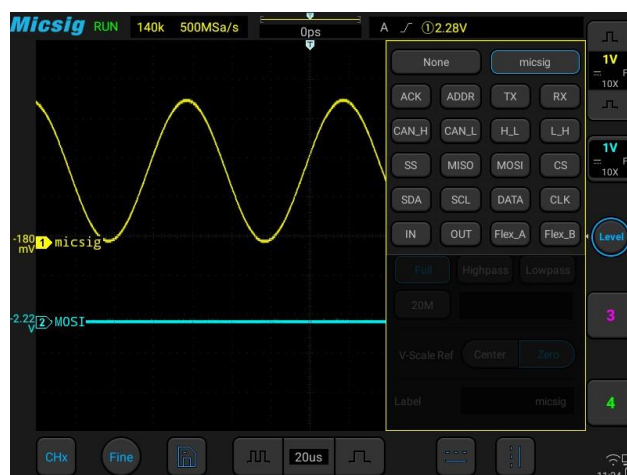 Micsig RUN 140k 500MSa/s 0ps A ①2.28V
T
None micsig
1V
10X
ACK ADDR TX RX
CAN_H CAN_L H_L L_H
1V
10X
SS MISO MOSI CS
SDA SCL DATA CLK
IN OUT Flex_A Flex_B
Level
-180
mV
1 micsig
Full Highpass Lowpass
20M
3
-2.22
V
2 MOSI
V-Scale Ref Center Zero
Label micsig
4
CHx Fine 20us